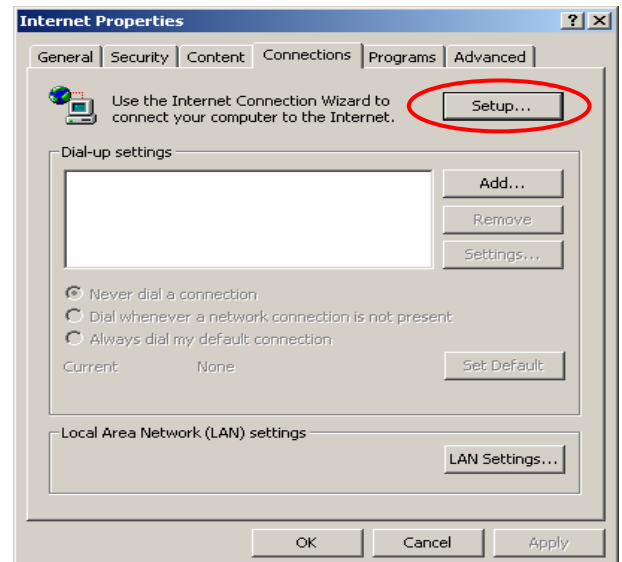 Internet Properties
? X
General Security Content Connections Programs Advanced
Use the Internet Connection Wizard to
connect your computer to the Internet.
Setup...
Dial-up settings
Add...
Remove
Settings...
Never dial a connection
Dial whenever a network connection is not present
Always dial my default connection
Current None
Set Default
Local Area Network (LAN) settings
LAN Settings...
OK Cancel Apply